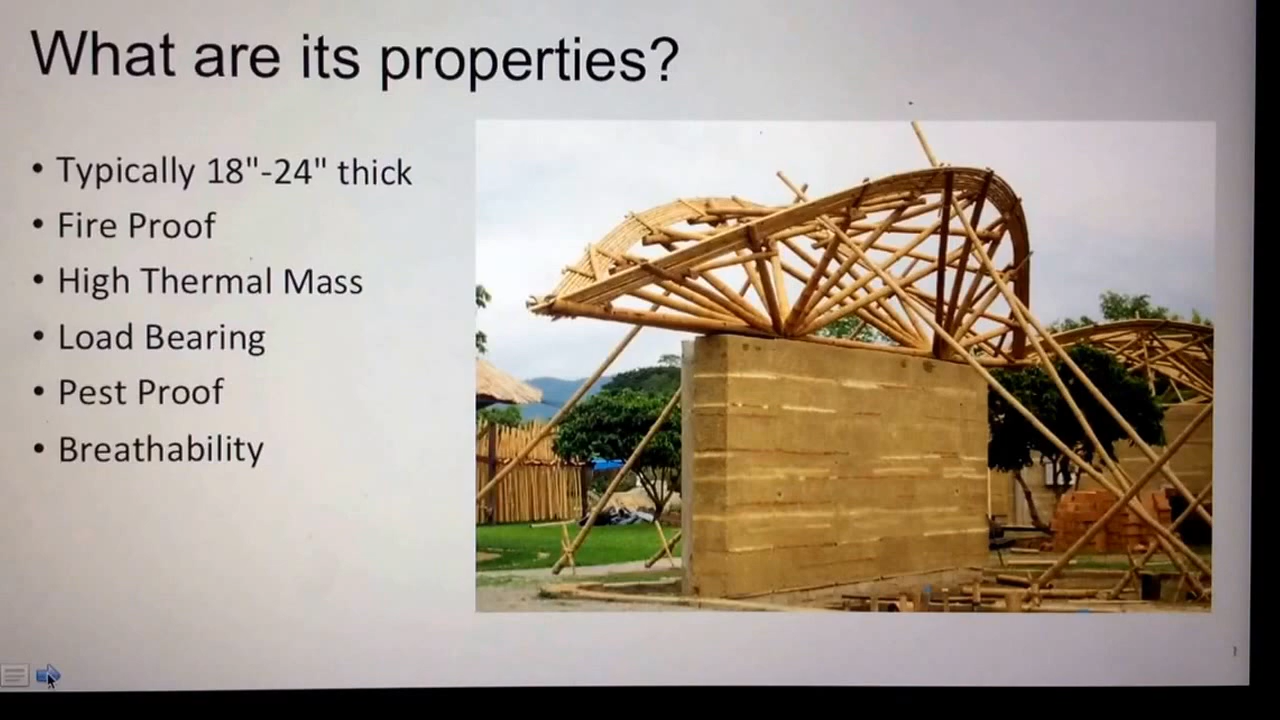 What are its properties?
• Typically 18"-24" thick
• Fire Proof
• High Thermal Mass
• Load Bearing
• Pest Proof
• Breathability